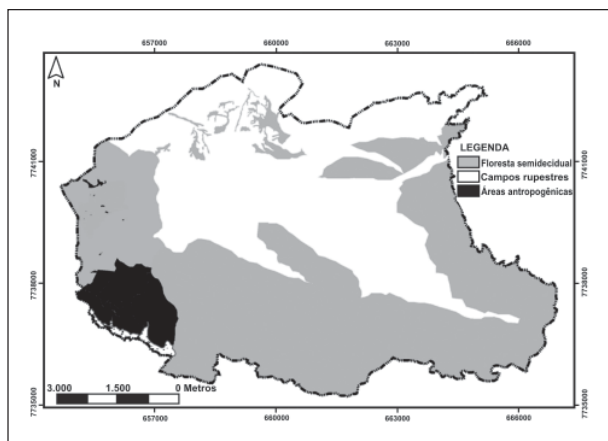 657000 660000 663000 666000
N
LEGENDA
Floresta semidecidual
Campos rupestres
Áreas antropogênicas
7741000 7741000
7738000 7738000
7735000 7735000
3.000 1.500 0 Metros
657000 660000 663000 666000